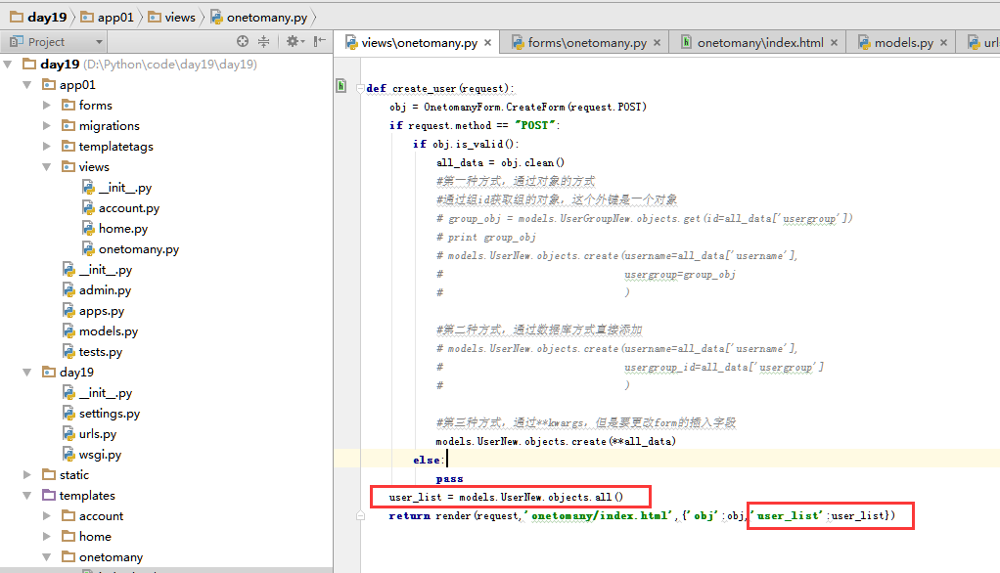 day19 app01 views onetomany.py
Project
views\onetomany.py × forms\onetomany.py × onetomany\index.html × models.py × url
day19 (D:\Python\code\day19\day19)
app01
forms
migrations
templatetags
views
__init__.py
account.py
home.py
onetomany.py
__init__.py
admin.py
apps.py
models.py
tests.py
day19
__init__.py
settings.py
urls.py
wsgi.py
static
templates
account
home
onetomany
def create_user(request):
obj = OnetomanyForm.CreateForm(request.POST)
if request.method == "POST":
if obj.is_valid():
all_data = obj.clean()
#第一种方式，通过对象的方式
#通过组id获取组的对象，这个外键是一个对象
# group_obj = models.UserGroupNew.objects.get(id=all_data['usergroup'])
# print group_obj
# models.UserNew.objects.create(username=all_data['username'],
# usergroup=group_obj
# )
#第二种方式，通过数据库方式直接添加
# models.UserNew.objects.create(username=all_data['username'],
# usergroup_id=all_data['usergroup']
# )
#第三种方式，通过**kwargs，但是要更改form的插入字段
models.UserNew.objects.create(**all_data)
else:
pass
user_list = models.UserNew.objects.all()
return render(request,'onetomany/index.html',{'obj':obj,'user_list':user_list})